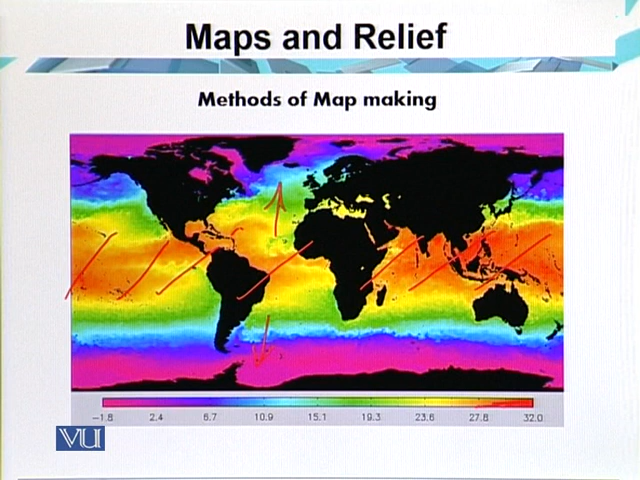 Maps and Relief
Methods of Map making
−1.8 2.4 6.7 10.9 15.1 19.3 23.6 27.8 32.0
VU